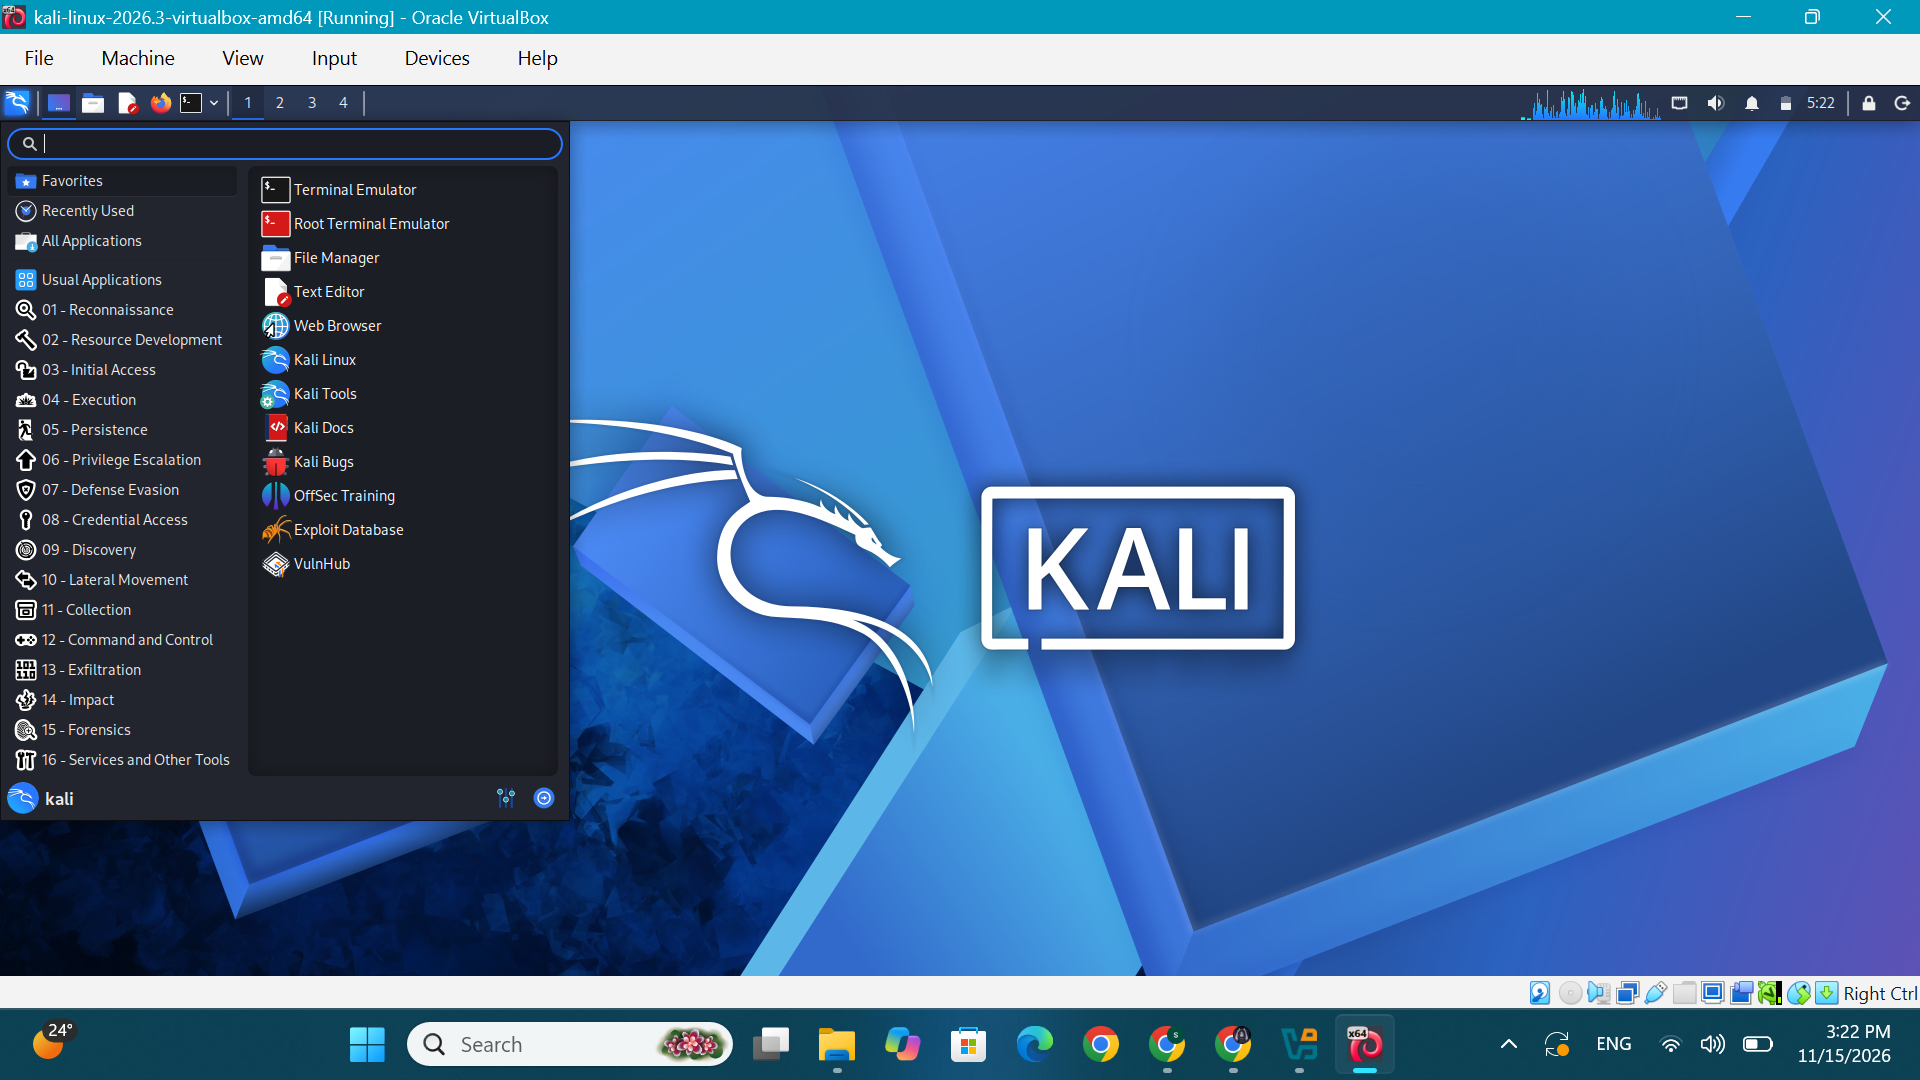 kali-linux-2026.3-virtualbox-amd64 [Running] - Oracle VirtualBox
File Machine View Input Devices Help
1 2 3 4 5:22
Favorites
Recently Used
All Applications
Usual Applications
01 - Reconnaissance
02 - Resource Development
03 - Initial Access
04 - Execution
05 - Persistence
06 - Privilege Escalation
07 - Defense Evasion
08 - Credential Access
09 - Discovery
10 - Lateral Movement
11 - Collection
12 - Command and Control
13 - Exfiltration
14 - Impact
15 - Forensics
16 - Services and Other Tools
Terminal Emulator
Root Terminal Emulator
File Manager
Text Editor
Web Browser
Kali Linux
Kali Tools
Kali Docs
Kali Bugs
OffSec Training
Exploit Database
VulnHub
kali
KALI
Right Ctrl
24°
Search
x64
ENG
3:22 PM
11/15/2026